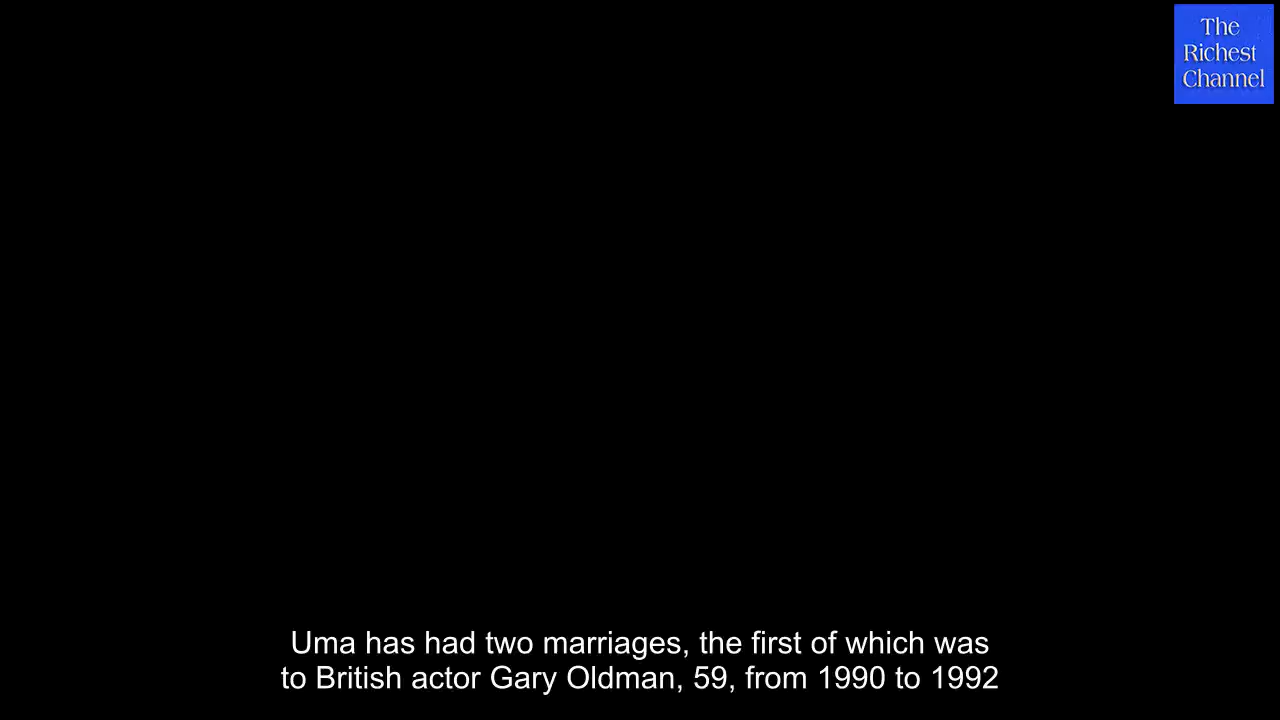 The
Richest
Channel
Uma has had two marriages, the first of which was
to British actor Gary Oldman, 59, from 1990 to 1992